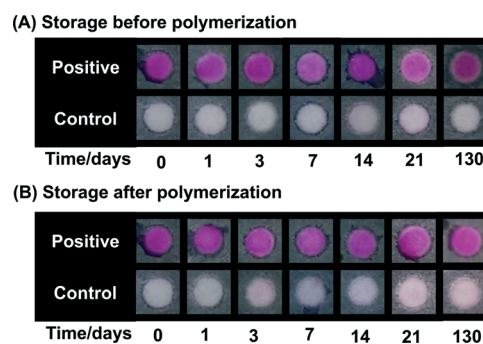 (A) Storage before polymerization
Positive
Control
Time/days 0 1 3 7 14 21 130
(B) Storage after polymerization
Positive
Control
Time/days 0 1 3 7 14 21 130